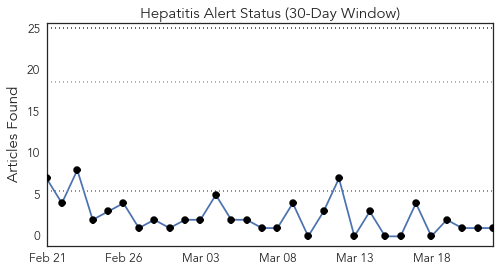 Hepatitis Alert Status (30-Day Window)
Articles Found
25
20
15
10
5
0
Feb 21
Feb 26
Mar 03
Mar 08
Mar 13
Mar 18